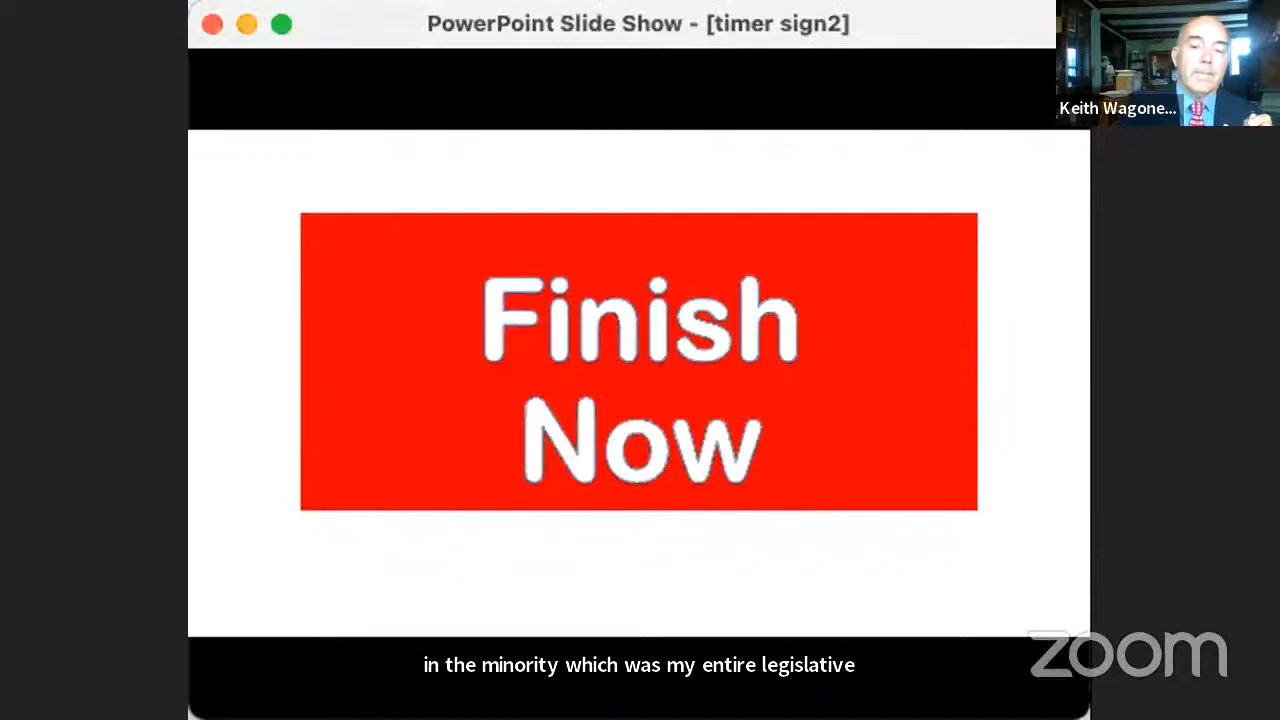 PowerPoint Slide Show - [timer sign2]
Keith Wagone...
Finish
Now
in the minority which was my entire legislative
zoom